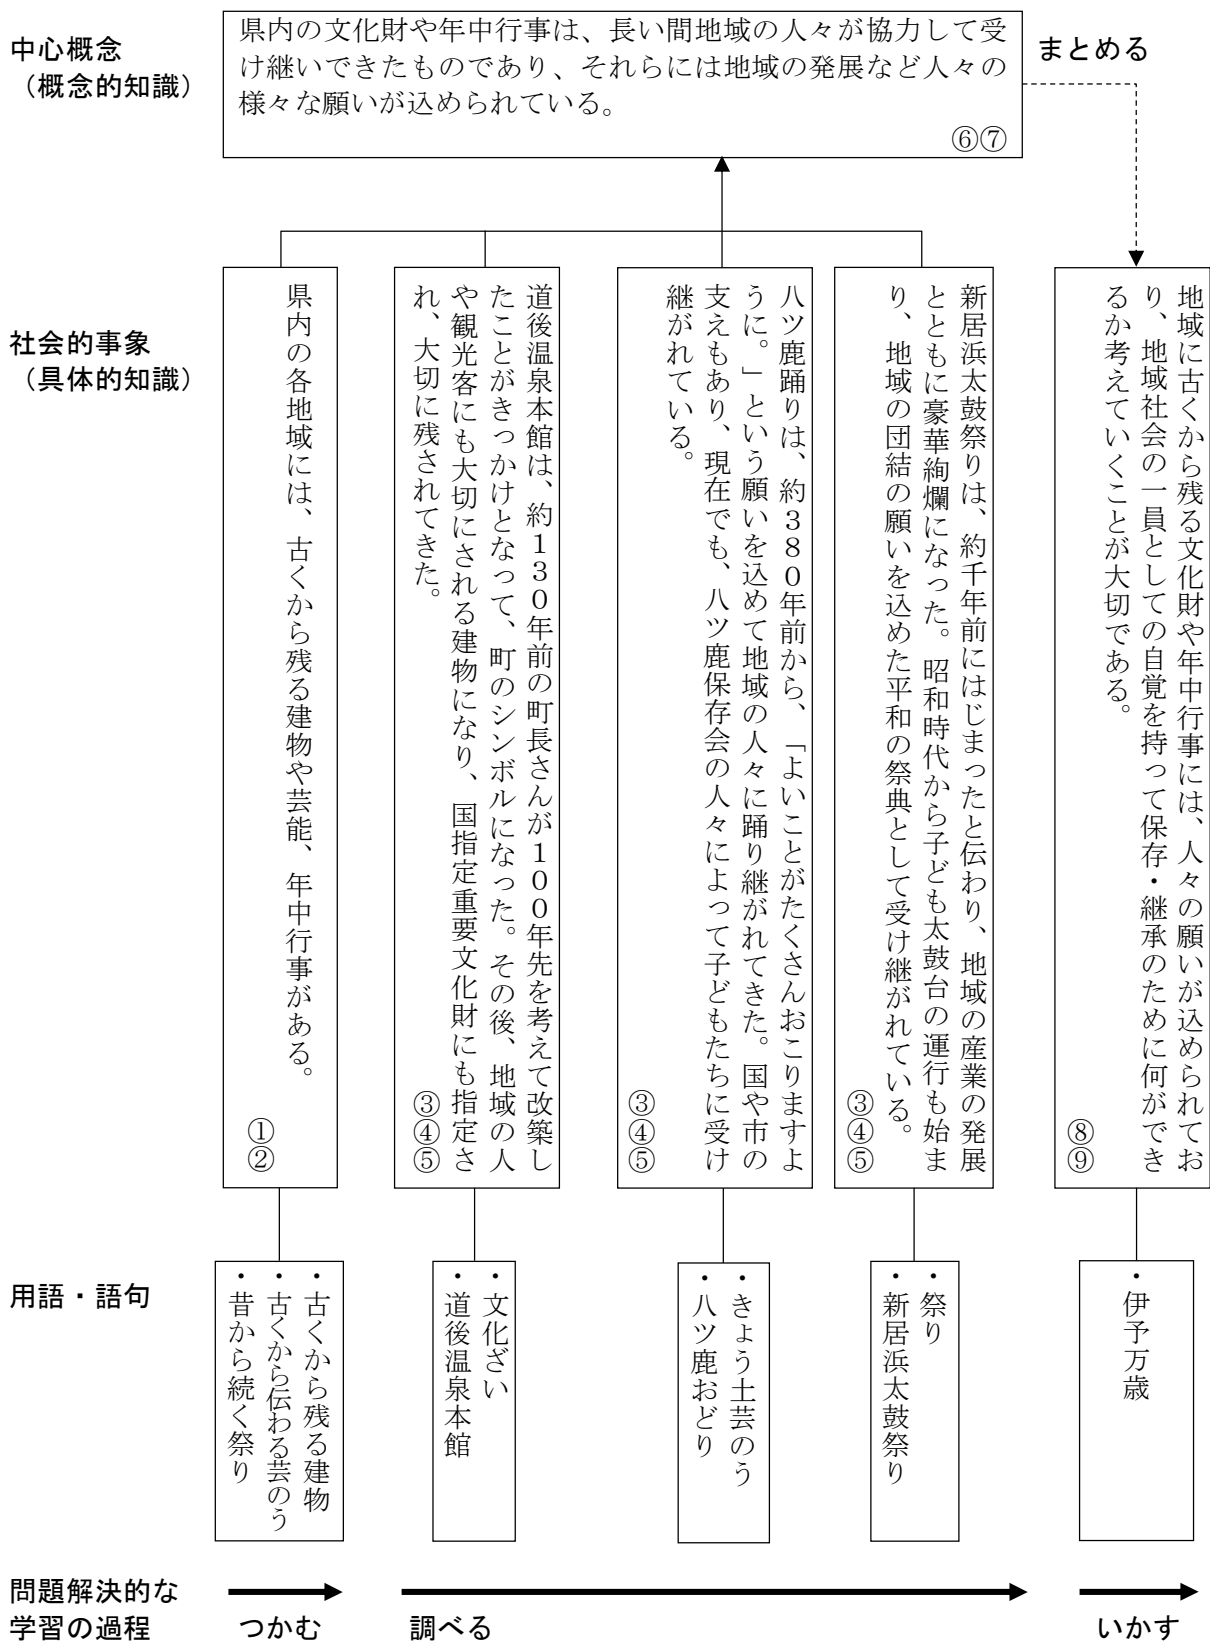 中心概念
（概念的知識）
県内の文化財や年中行事は、長い間地域の人々が協力して受
け継いできたものであり、それらには地域の発展など人々の
様々な願いが込められている。
⑥⑦
まとめる
社会的事象
（具体的知識）
県内の各地域には、古くから残る建物や芸能、年中行事がある。
①②
道後温泉本館は、約１３０年前の町長さんが１００年先を考えて改築し
たことがきっかけとなって、町のシンボルになった。その後、地域の人
や観光客にも大切にされる建物になり、国指定重要文化財にも指定さ
れ、大切に残されてきた。
③④⑤
八ツ鹿踊りは、約３８０年前から、「よいことがたくさんおこりますよ
うに。」という願いを込めて地域の人々に踊り継がれてきた。国や市の
支えもあり、現在でも、八ツ鹿保存会の人々によって子どもたちに受け
継がれている。
③④⑤
新居浜太鼓祭りは、約千年前にはじまったと伝わり、地域の産業の発展
とともに豪華絢爛になった。昭和時代から子ども太鼓台の運行も始ま
り、地域の団結の願いを込めた平和の祭典として受け継がれている。
③④⑤
地域に古くから残る文化財や年中行事には、人々の願いが込められてお
り、地域社会の一員としての自覚を持って保存・継承のために何ができ
るか考えていくことが大切である。
⑧⑨
用語・語句
・古くから残る建物
・古くから伝わる芸のう
・昔から続く祭り
・文化ざい
・道後温泉本館
・きょう土芸のう
・八ツ鹿おどり
・祭り
・新居浜太鼓祭り
・伊予万歳
問題解決的な
学習の過程
つかむ
調べる
いかす